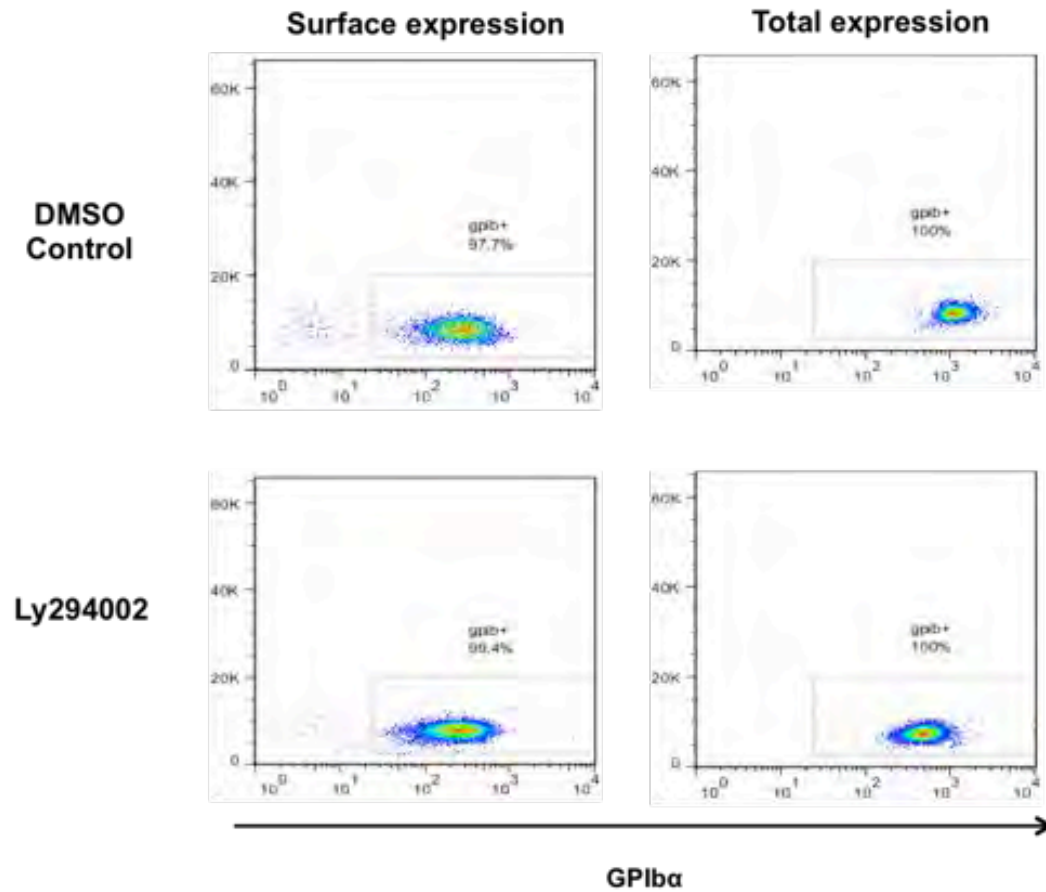 Surface expression
Total expression
DMSO
Control
60K
40K
20K
0
10^0 10^1 10^2 10^3 10^4
gpib+
97.7%
60K
40K
20K
0
10^0 10^1 10^2 10^3 10^4
gpib+
100%
Ly294002
60K
40K
20K
0
10^0 10^1 10^2 10^3 10^4
gpib+
99.4%
60K
40K
20K
0
10^0 10^1 10^2 10^3 10^4
gpib+
100%
GPIbα